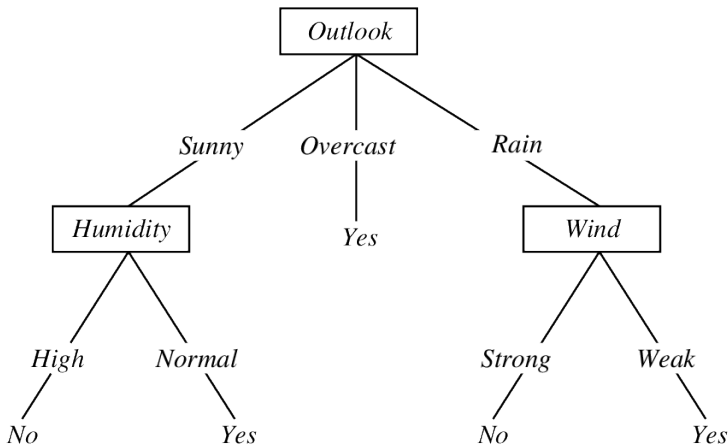 Outlook
Sunny Overcast Rain
Humidity Yes Wind
High Normal Strong Weak
No Yes No Yes